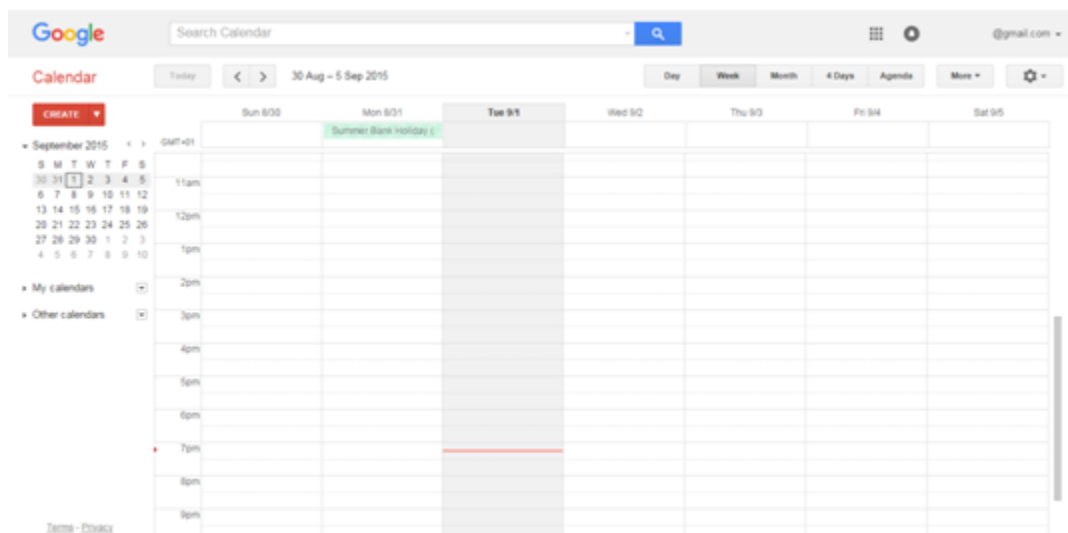 Google
Search Calendar
@gmail.com
Calendar
Today
30 Aug – 5 Sep 2015
Day
Week
Month
4 Days
Agenda
More
CREATE
Sun 8/30 Mon 8/31 Tue 9/1 Wed 9/2 Thu 9/3 Fri 9/4 Sat 9/5
GMT+01
Summer Bank Holiday (
September 2015
S M T W T F S
30 31 1 2 3 4 5
6 7 8 9 10 11 12
13 14 15 16 17 18 19
20 21 22 23 24 25 26
27 28 29 30 1 2 3
4 5 6 7 8 9 10
My calendars
Other calendars
11am
12pm
1pm
2pm
3pm
4pm
5pm
6pm
7pm
8pm
9pm
Terms - Privacy